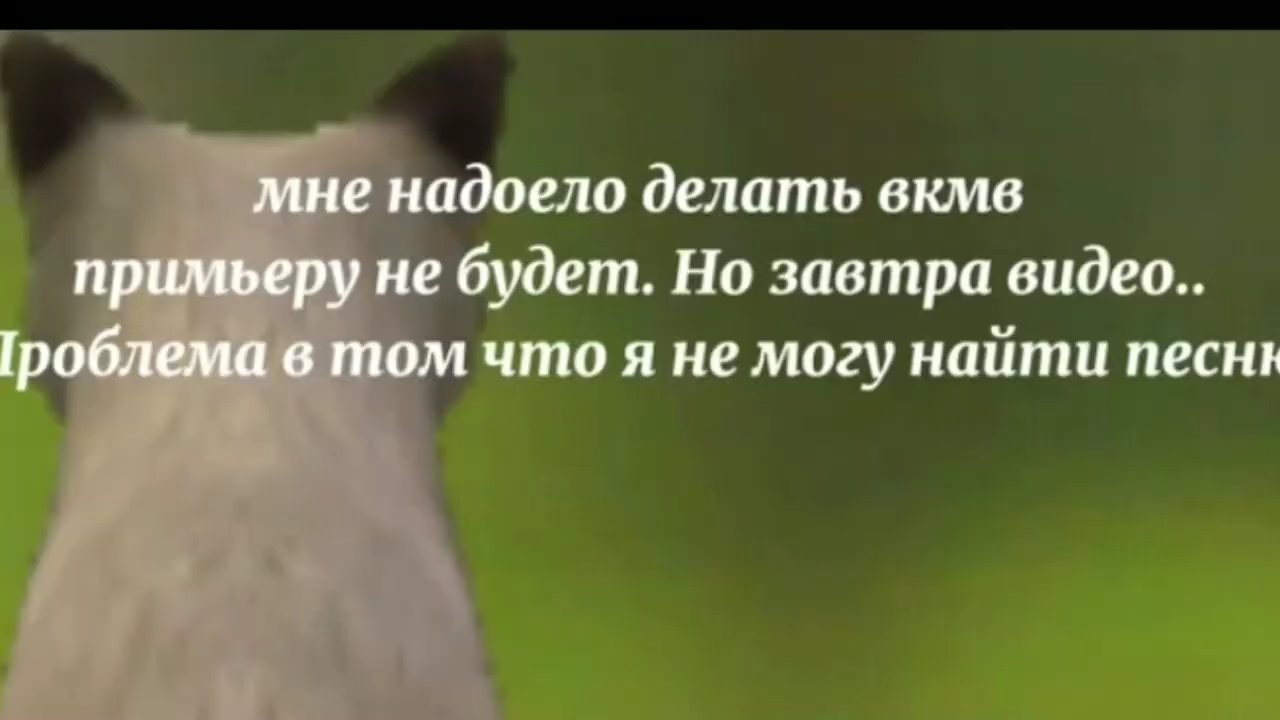 мне надоело делать вкмв
примьеру не будет. Но завтра видео..
Проблема в том что я не могу найти песню